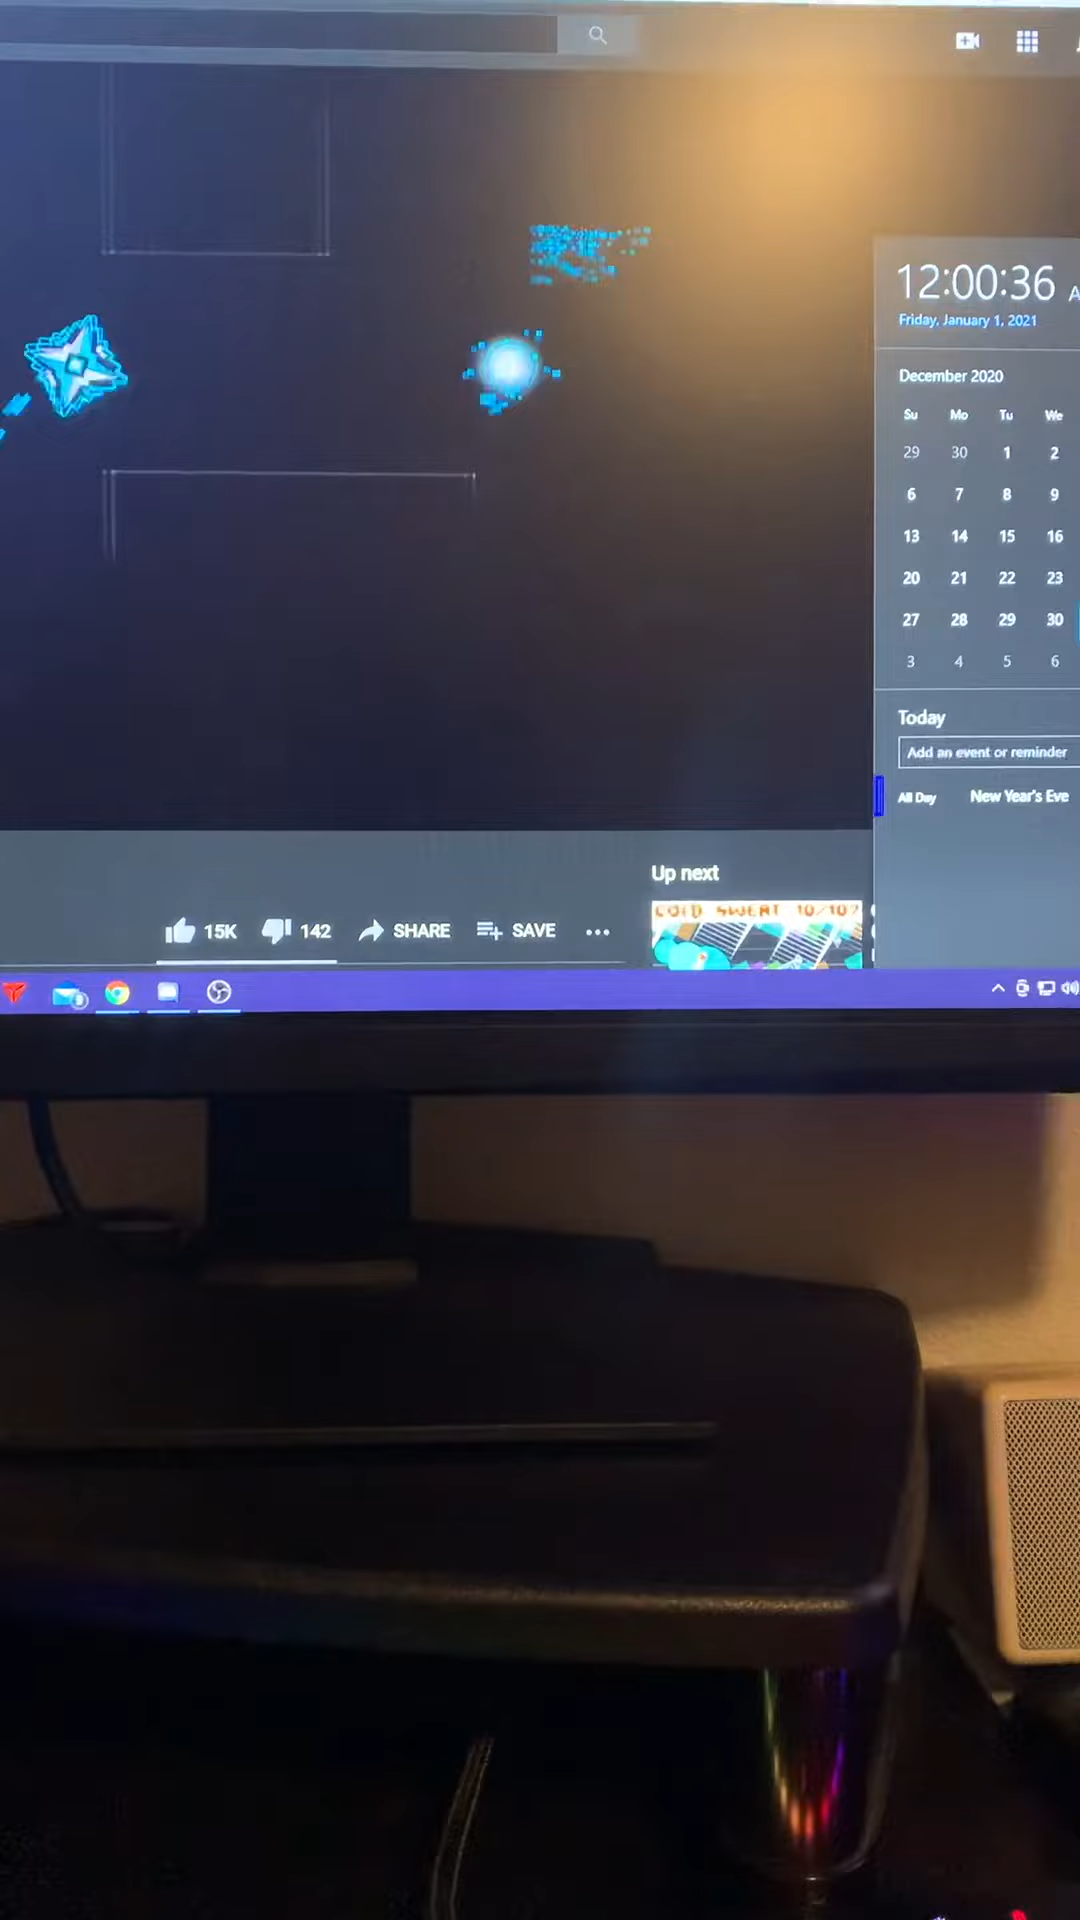 12:00:36 A
Friday, January 1, 2021
December 2020
Su Mo Tu We
29 30 1 2
6 7 8 9
13 14 15 16
20 21 22 23
27 28 29 30
3 4 5 6
Today
Add an event or reminder
All Day New Year's Eve
Up next
COLD SWEAT 10/10?
15K 142 SHARE SAVE